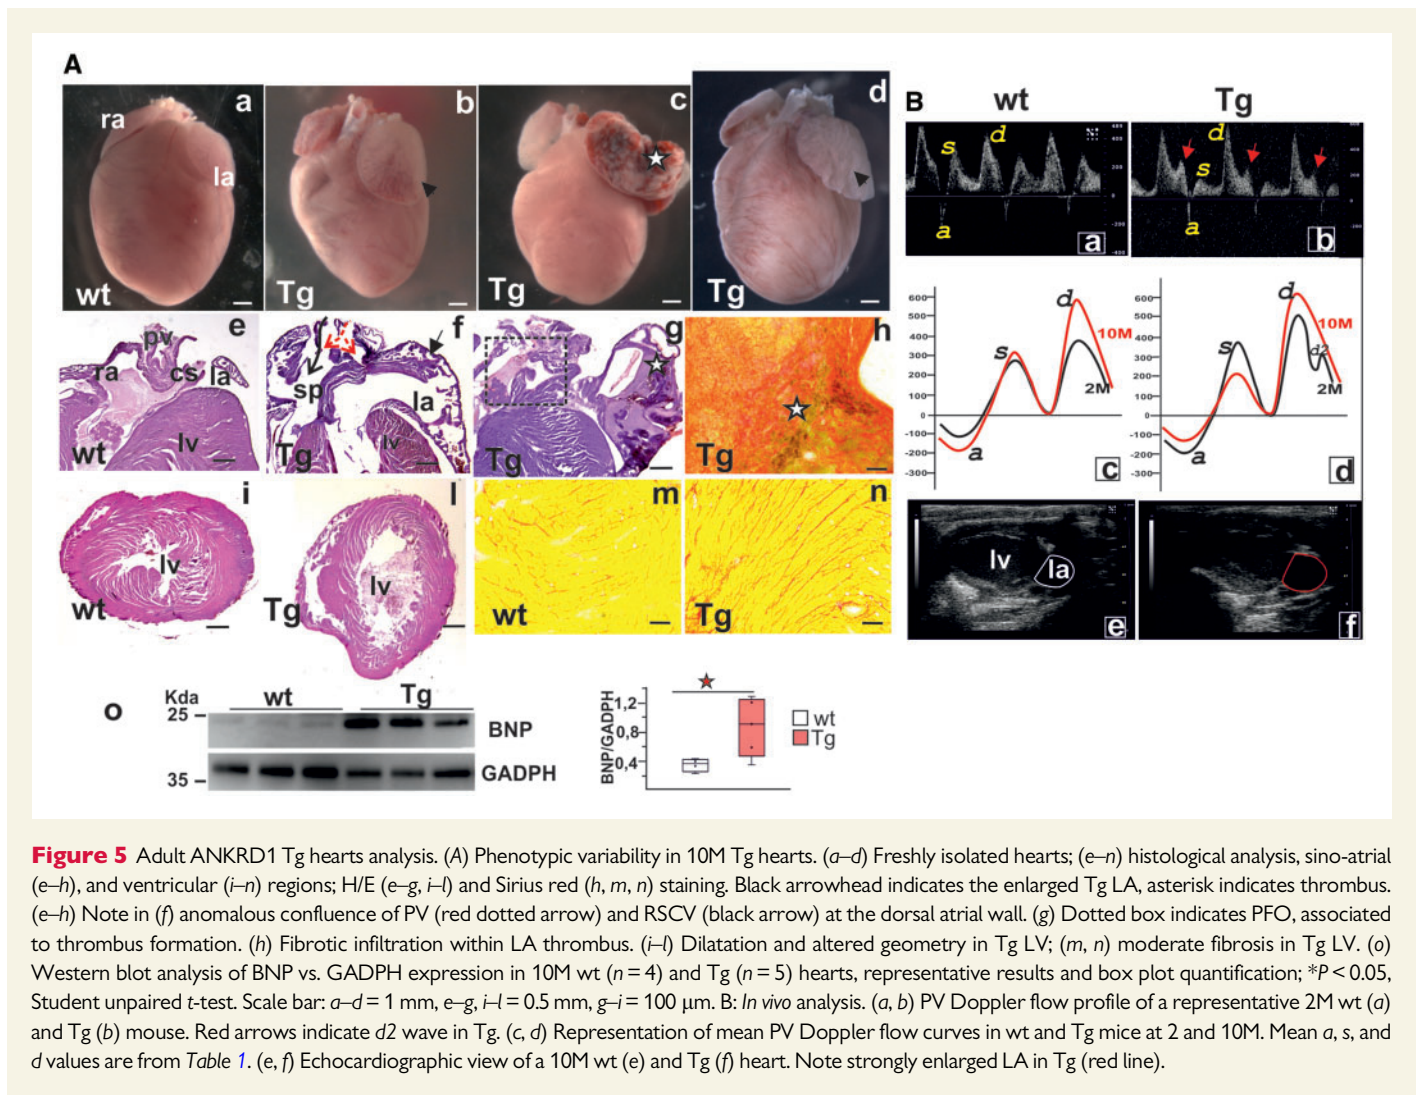 A
a
ra
la
wt
b
Tg
c
Tg
d
Tg
e
pv
ra
cs
la
lv
wt
f
sp
la
lv
Tg
g
Tg
h
Tg
i
lv
wt
l
lv
Tg
m
wt
n
Tg
o
Kda
wt
Tg
25
BNP
35
GADPH
BNP/GADPH
1,2
0,8
0,4
wt
Tg
B
wt
Tg
s
d
a
a
d
s
a
b
600
500
400
300
200
100
0
-100
-200
-300
a
s
d
10M
2M
c
600
500
400
300
200
100
0
-100
-200
-300
a
s
d
d2
10M
2M
d
lv
la
e
f
Figure 5 Adult ANKRD1 Tg hearts analysis. (A) Phenotypic variability in 10M Tg hearts. (a–d) Freshly isolated hearts; (e–n) histological analysis, sino-atrial
(e–h), and ventricular (i–n) regions; H/E (e–g, i–l) and Sirius red (h, m, n) staining. Black arrowhead indicates the enlarged Tg LA, asterisk indicates thrombus.
(e–h) Note in (f) anomalous confluence of PV (red dotted arrow) and RSCV (black arrow) at the dorsal atrial wall. (g) Dotted box indicates PFO, associated
to thrombus formation. (h) Fibrotic infiltration within LA thrombus. (i–l) Dilatation and altered geometry in Tg LV; (m, n) moderate fibrosis in Tg LV. (o)
Western blot analysis of BNP vs. GADPH expression in 10M wt (n = 4) and Tg (n = 5) hearts, representative results and box plot quantification; *P < 0.05,
Student unpaired t-test. Scale bar: a–d = 1 mm, e–g, i–l = 0.5 mm, g–i = 100 μm. B: In vivo analysis. (a, b) PV Doppler flow profile of a representative 2M wt (a)
and Tg (b) mouse. Red arrows indicate d2 wave in Tg. (c, d) Representation of mean PV Doppler flow curves in wt and Tg mice at 2 and 10M. Mean a, s, and
d values are from Table 1. (e, f) Echocardiographic view of a 10M wt (e) and Tg (f) heart. Note strongly enlarged LA in Tg (red line).